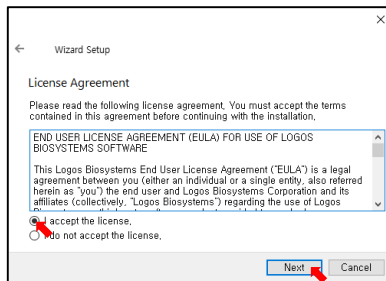 Wizard Setup
License Agreement
Please read the following license agreement, You must accept the terms
contained in this agreement before continuing with the installation,
END USER LICENSE AGREEMENT (EULA) FOR USE OF LOGOS
BIOSYSTEMS SOFTWARE
This Logos Biosystems End User License Agreement ("EULA") is a legal
agreement between you (either an individual or a single entity, also referred
herein as "you") the end user and Logos Biosystems Corporation and its
affiliates (collectively, "Logos Biosystems") regarding the use of Logos
I accept the license,
I do not accept the license,
Next
Cancel